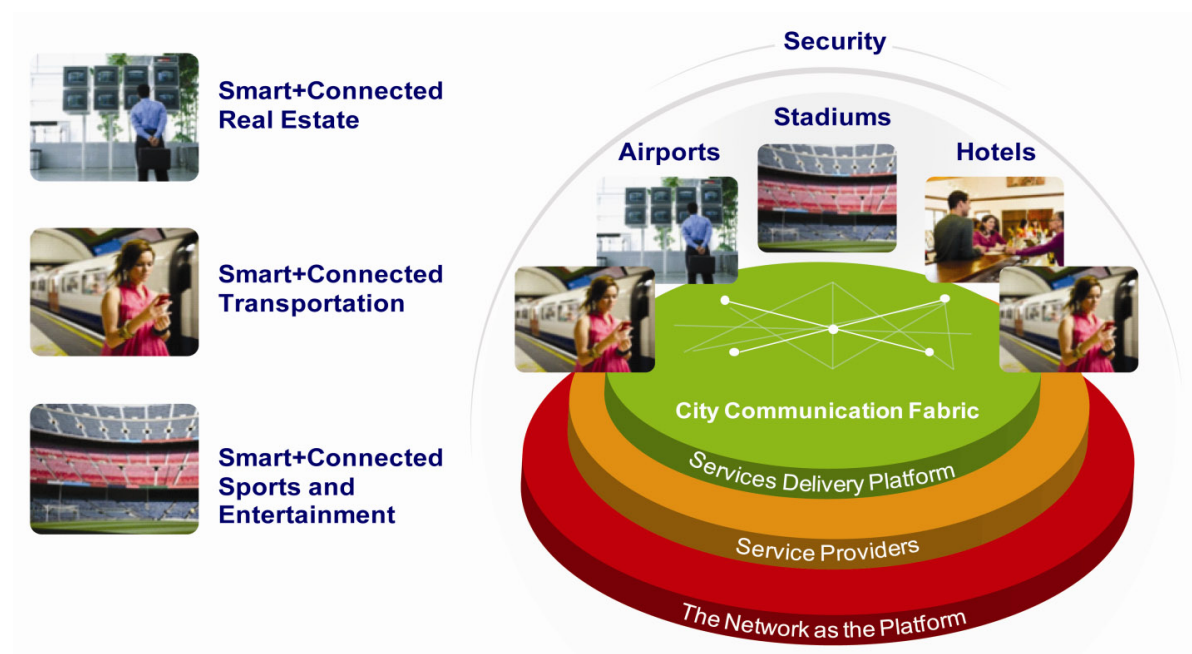 Smart+Connected
Real Estate
Smart+Connected
Transportation
Smart+Connected
Sports and
Entertainment
Security
Stadiums
Airports
Hotels
City Communication Fabric
Services Delivery Platform
Service Providers
The Network as the Platform